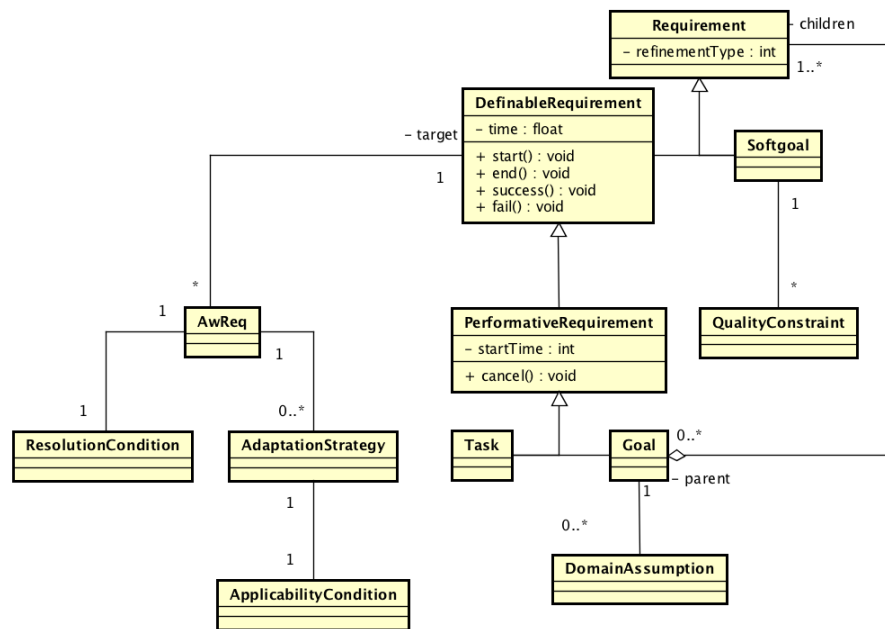 Requirement
- refinementType : int
- children
1..*
DefinableRequirement
- time : float
+ start() : void
+ end() : void
+ success() : void
+ fail() : void
- target
1
Softgoal
1
*
QualityConstraint
*
AwReq
1
1
1
ResolutionCondition
0..*
AdaptationStrategy
1
1
ApplicabilityCondition
PerformativeRequirement
- startTime : int
+ cancel() : void
Task
Goal
0..*
- parent
1
0..*
DomainAssumption